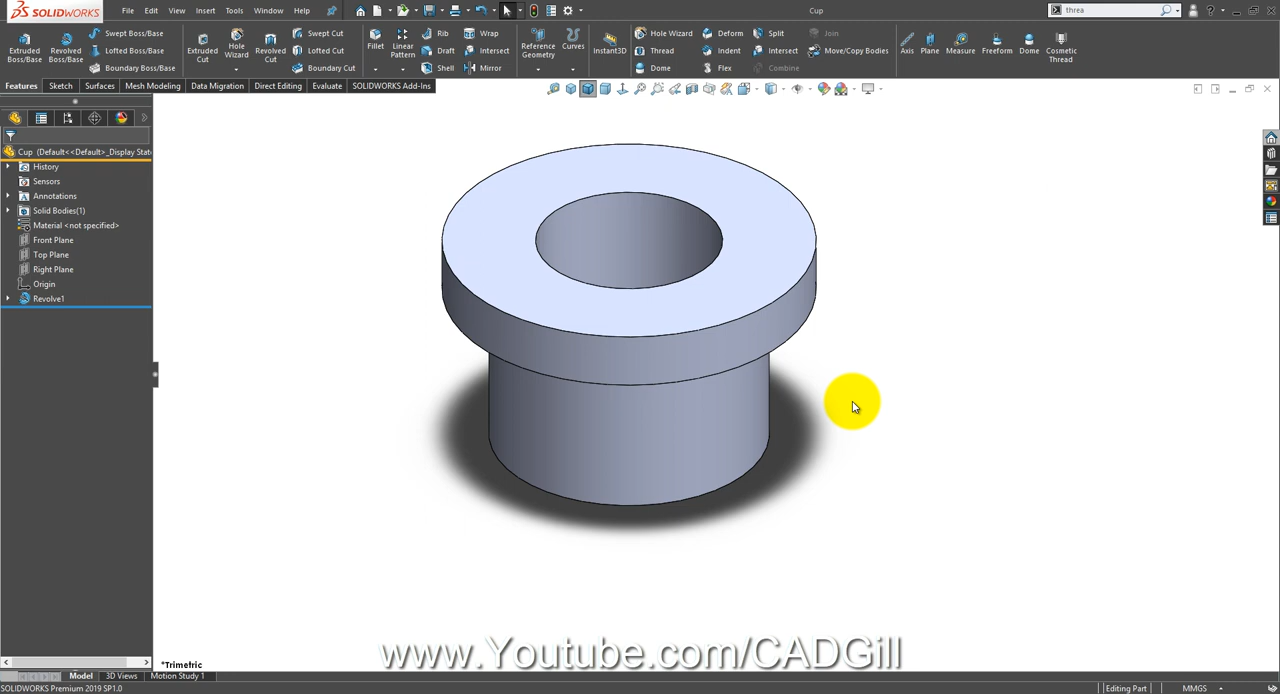 SOLIDWORKS
File Edit View Insert Tools Window Help
Cup
threa
Extruded Boss/Base
Revolved Boss/Base
Swept Boss/Base
Lofted Boss/Base
Boundary Boss/Base
Extruded Cut
Hole Wizard
Revolved Cut
Swept Cut
Lofted Cut
Boundary Cut
Fillet
Linear Pattern
Rib
Draft
Shell
Wrap
Intersect
Mirror
Reference Geometry
Curves
Instant3D
Hole Wizard
Thread
Dome
Deform
Indent
Flex
Split
Intersect
Combine
Join
Move/Copy Bodies
Axis
Plane
Measure
Freeform
Dome
Cosmetic Thread
Features Sketch Surfaces Mesh Modeling Data Migration Direct Editing Evaluate SOLIDWORKS Add-Ins
Cup (Default<<Default>_Display State
History
Sensors
Annotations
Solid Bodies(1)
Material <not specified>
Front Plane
Top Plane
Right Plane
Origin
Revolve1
www.Youtube.com/CADGill
*Trimetric
Model 3D Views Motion Study 1
SOLIDWORKS Premium 2019 SP1.0
Editing Part MMGS